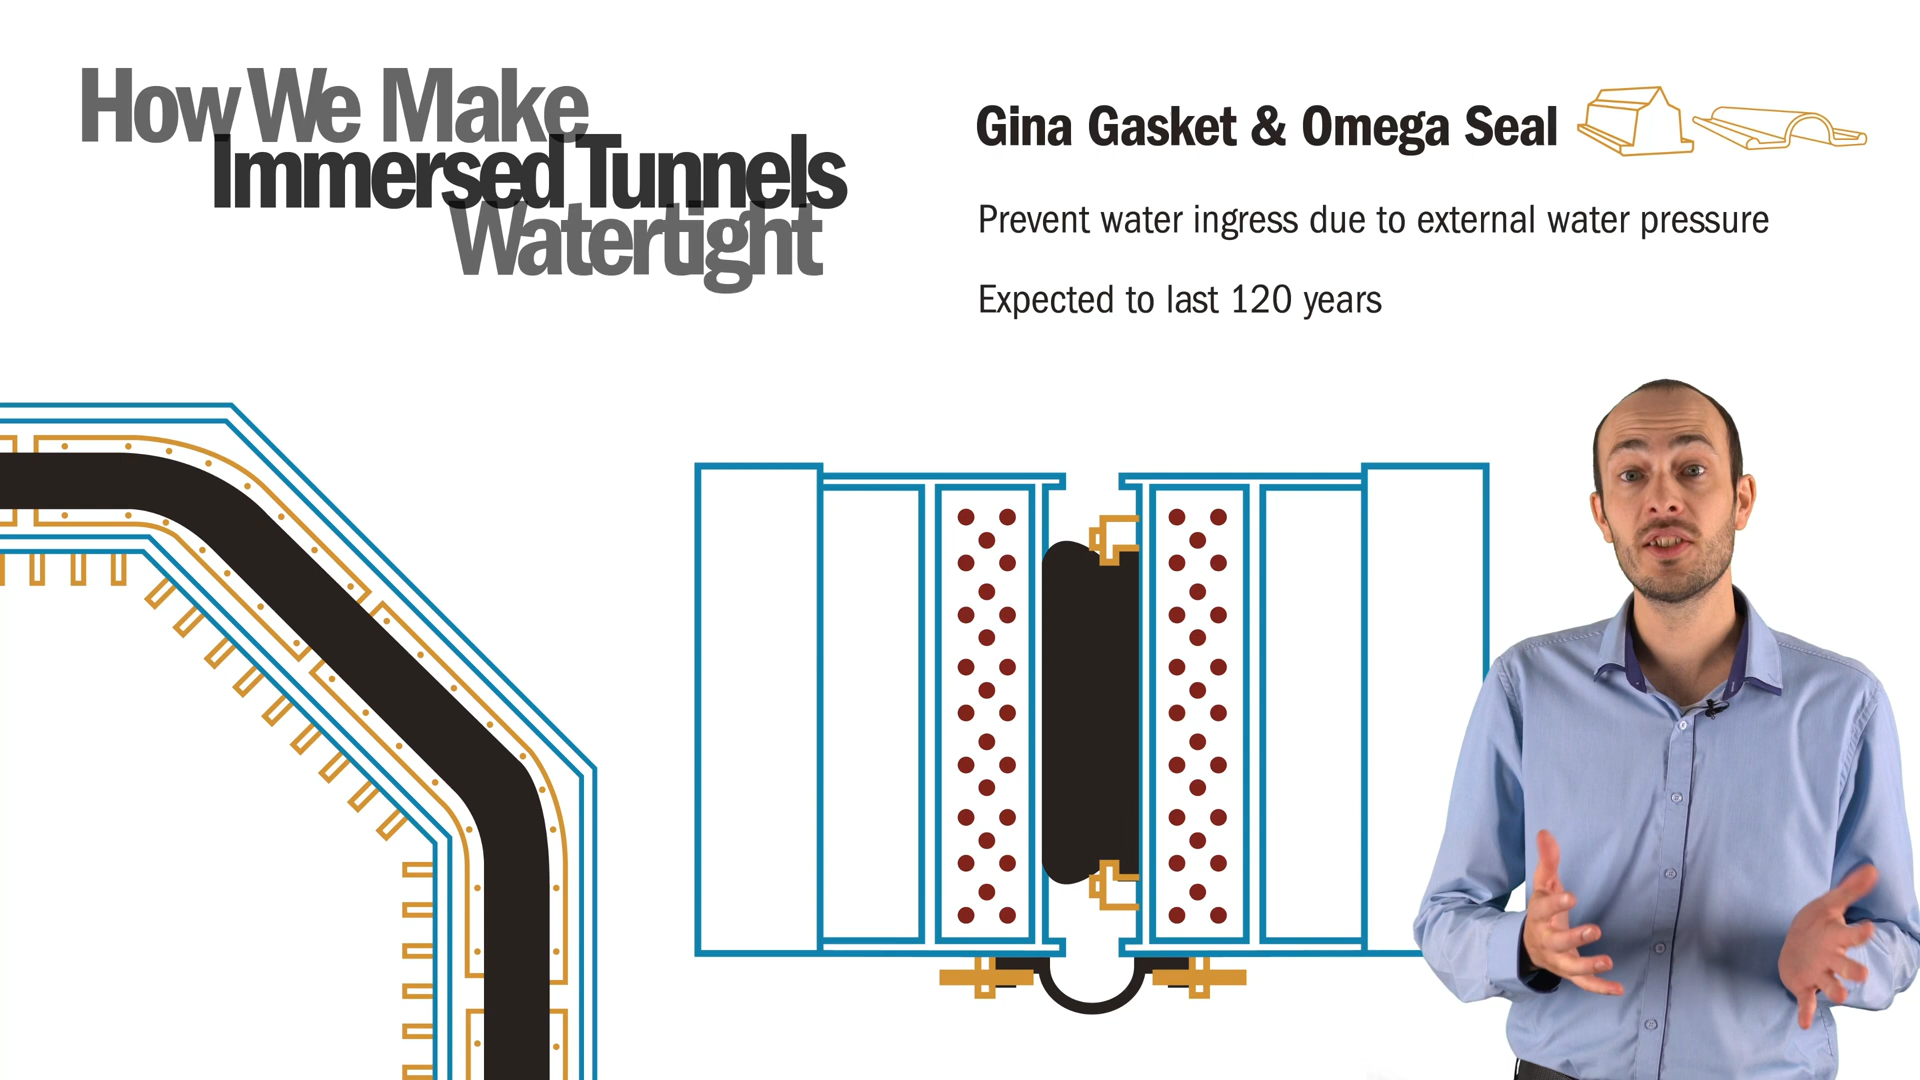 How We Make
Immersed Tunnels
Watertight
Gina Gasket & Omega Seal
Prevent water ingress due to external water pressure
Expected to last 120 years